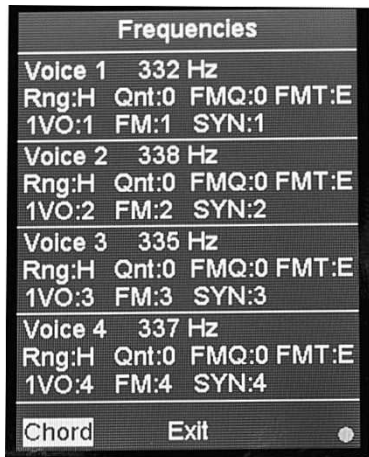 Frequencies
Voice 1 332 Hz
Rng:H Qnt:0 FMQ:0 FMT:E
1VO:1 FM:1 SYN:1
Voice 2 338 Hz
Rng:H Qnt:0 FMQ:0 FMT:E
1VO:2 FM:2 SYN:2
Voice 3 335 Hz
Rng:H Qnt:0 FMQ:0 FMT:E
1VO:3 FM:3 SYN:3
Voice 4 337 Hz
Rng:H Qnt:0 FMQ:0 FMT:E
1VO:4 FM:4 SYN:4
Chord Exit